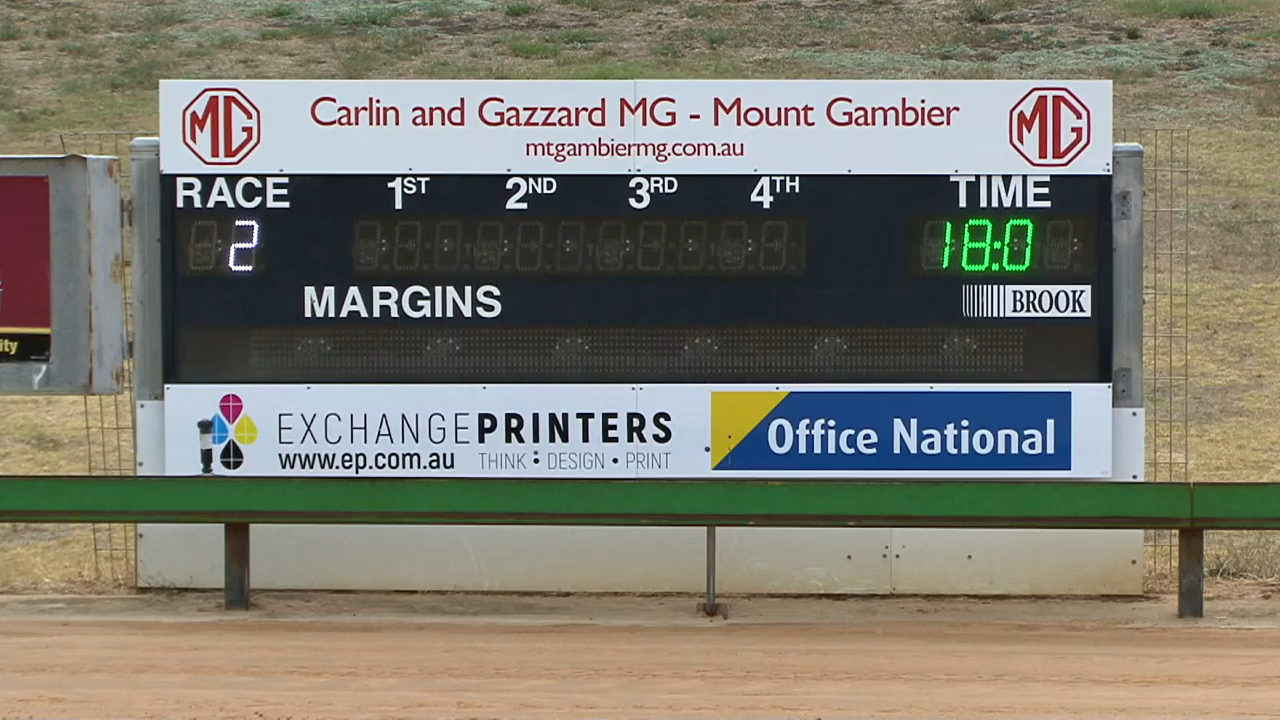 MG Carlin and Gazzard MG - Mount Gambier MG
mtgambiermg.com.au
RACE 1ST 2ND 3RD 4TH TIME
2 18:0
MARGINS BROOK
ity
EXCHANGEPRINTERS
www.ep.com.au THINK • DESIGN • PRINT
Office National